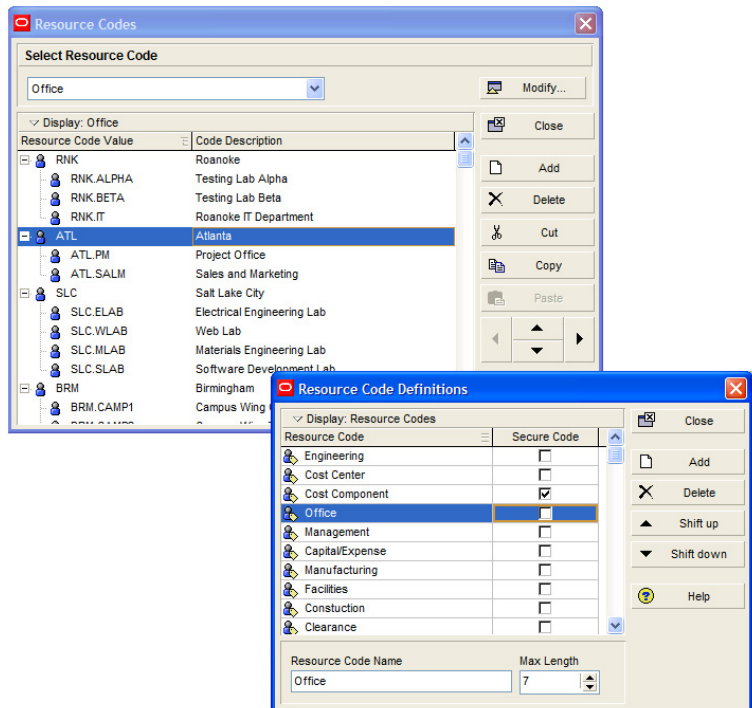 Resource Codes
Select Resource Code
Office
Modify...
Display: Office
Close
Resource Code Value Code Description
RNK Roanoke
Add
RNK.ALPHA Testing Lab Alpha
RNK.BETA Testing Lab Beta
Delete
RNK.IT Roanoke IT Department
ATL Atlanta
Cut
ATL.PM Project Office
Copy
ATL.SALM Sales and Marketing
SLC Salt Lake City
Paste
SLC.ELAB Electrical Engineering Lab
SLC.WLAB Web Lab
SLC.MLAB Materials Engineering Lab
SLC.SLAB Software Development Lab
BRM Birmingham
BRM.CAMP1 Campus Wing
Resource Code Definitions
Display: Resource Codes
Close
Resource Code Secure Code
Engineering
Add
Cost Center
Cost Component
Delete
Office
Shift up
Management
Capital/Expense
Shift down
Manufacturing
Facilities
Help
Constuction
Clearance
Resource Code Name Max Length
Office 7